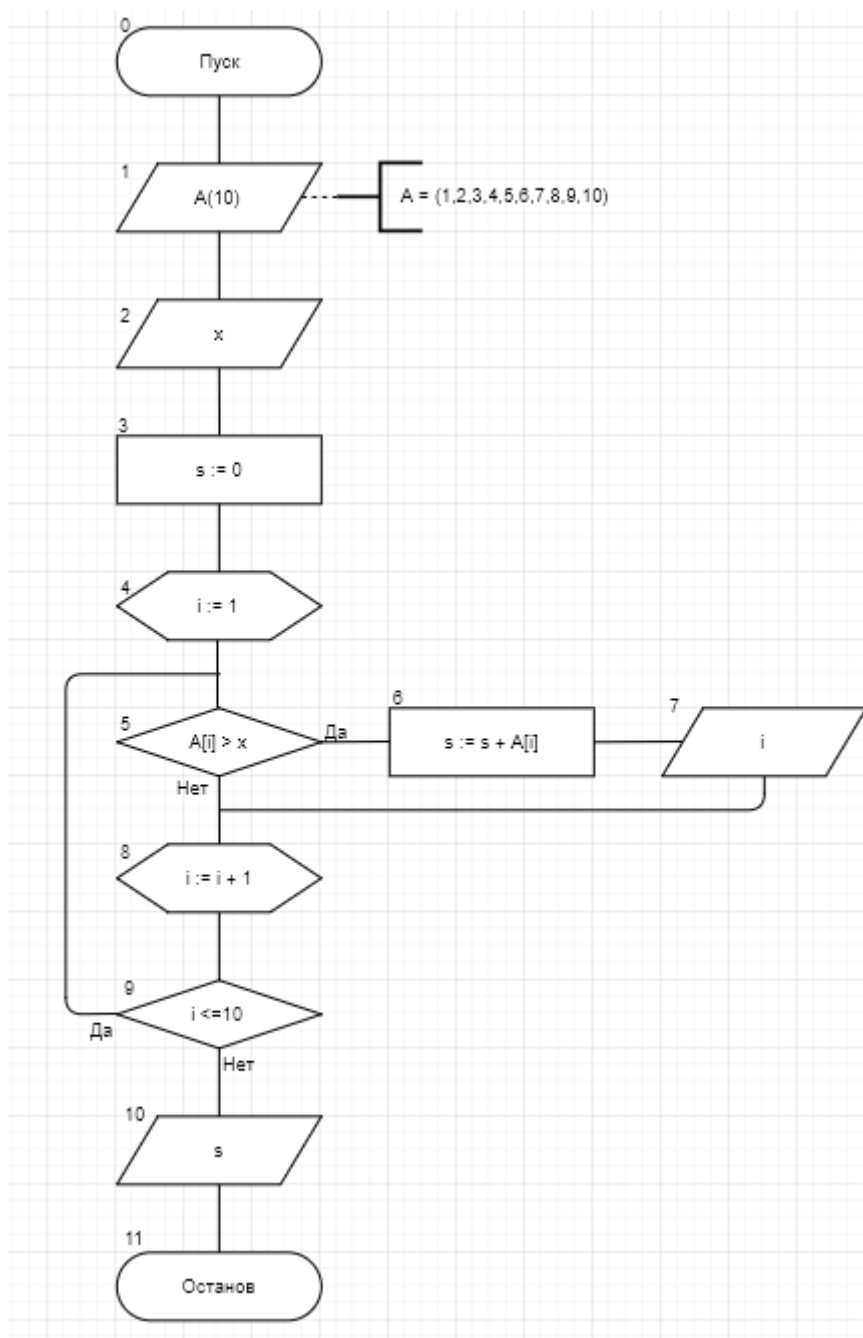 0
Пуск
1
A(10)
A = (1,2,3,4,5,6,7,8,9,10)
2
x
3
s := 0
4
i := 1
5
A[i] > x
Да
Нет
6
s := s + A[i]
7
i
8
i := i + 1
9
i <=10
Да
Нет
10
s
11
Останов